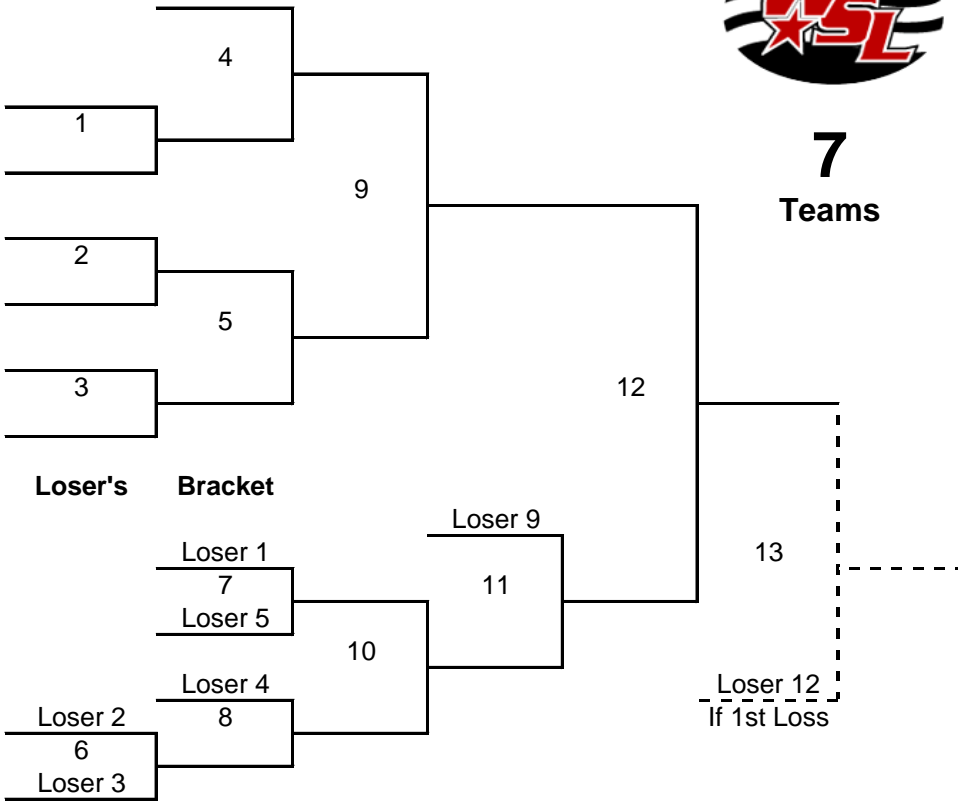 WSL
4
1
7
9
Teams
2
5
3
12
Loser's Bracket
Loser 9
Loser 1
13
7
11
Loser 5
10
Loser 4
Loser 12
Loser 2
8
If 1st Loss
6
Loser 3